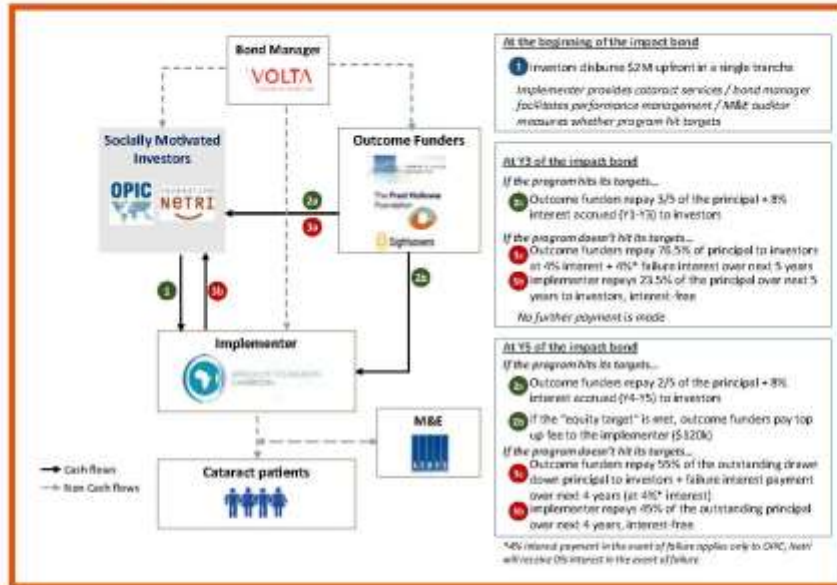 Bond Manager
VOLTA
Socially Motivated
Investors
OPIC
NETRI
Outcome Funders
The Fred Hollows
Foundation
Sightsavers
2a
3a
1
3b
2b
Implementer
M&E
Cataract patients
Cash flows
Non Cash flows
At the beginning of the impact bond
1 Investors disburse $2M upfront in a single tranche
Implementer provides cataract services / bond manager
facilitates performance management / M&E auditor
measures whether program hit targets
At Y3 of the impact bond
If the program hits its targets...
2a Outcome funders repay 3/5 of the principal + 8%
interest accrued (Y1-Y3) to investors
If the program doesn't hit its targets...
3a Outcome funders repay 76.5% of principal to investors
at 4% interest + 4%* failure interest over next 5 years
3b Implementer repays 23.5% of the principal over next 5
years to investors, interest-free
No further payment is made
At Y5 of the impact bond
If the program hits its targets...
2a Outcome funders repay 2/5 of the principal + 8%
interest accrued (Y4-Y5) to investors
2b If the "equity target" is met, outcome funders pay top
up fee to the implementer ($120k)
If the program doesn't hit its targets...
3a Outcome funders repay 55% of the outstanding drawn
down principal to investors + failure interest payment
over next 4 years (at 4%* interest)
3b Implementer repays 45% of the outstanding principal
over next 4 years, interest-free
*4% interest payment in the event of failure applies only to OPIC, Netri
will receive 0% interest in the event of failure